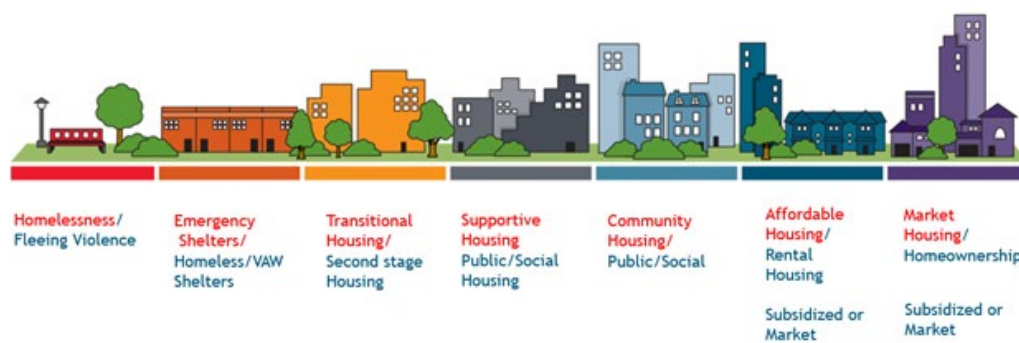 Homelessness/
Fleeing Violence
Emergency
Shelters/
Homeless/VAW
Shelters
Transitional
Housing/
Second stage
Housing
Supportive
Housing
Public/Social
Housing
Community
Housing/
Public/Social
Affordable
Housing/
Rental
Housing
Subsidized or
Market
Market
Housing/
Homeownership
Subsidized or
Market